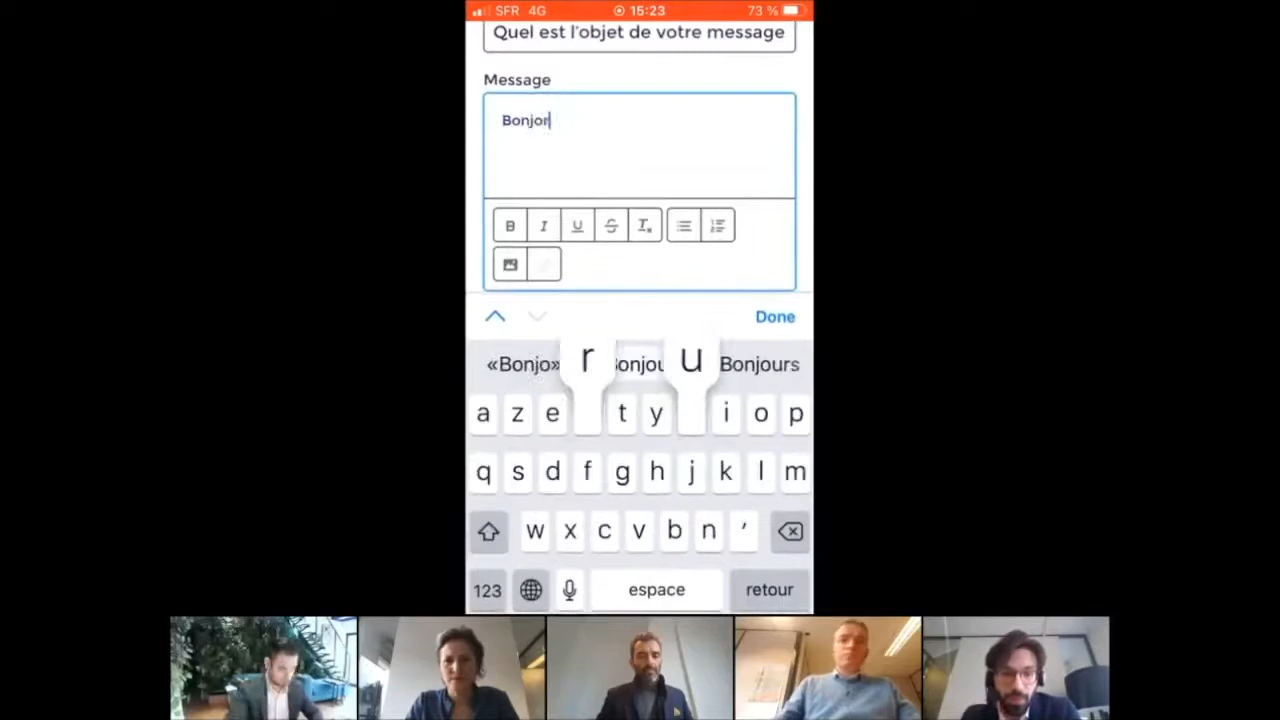 SFR 4G 15:23 73 %
Quel est l'objet de votre message
Message
Bonjor
B I U S T
Done
«Bonjo» Bonjours
r u
a z e t y i o p
q s d f g h j k l m
w x c v b n '
123 espace retour